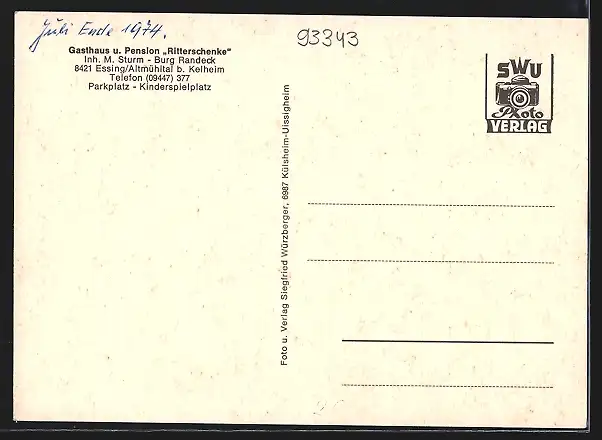 Juli Ende 1974.
93343
Gasthaus u. Pension „Ritterschenke“
Inh. M. Sturm - Burg Randeck
8421 Essing/Altmühltal b. Kelheim
Telefon (09447) 377
Parkplatz - Kinderspielplatz
Foto u. Verlag Siegfried Würzberger, 6987 Külsheim-Uissigheim
SWU
Photo
VERLAG